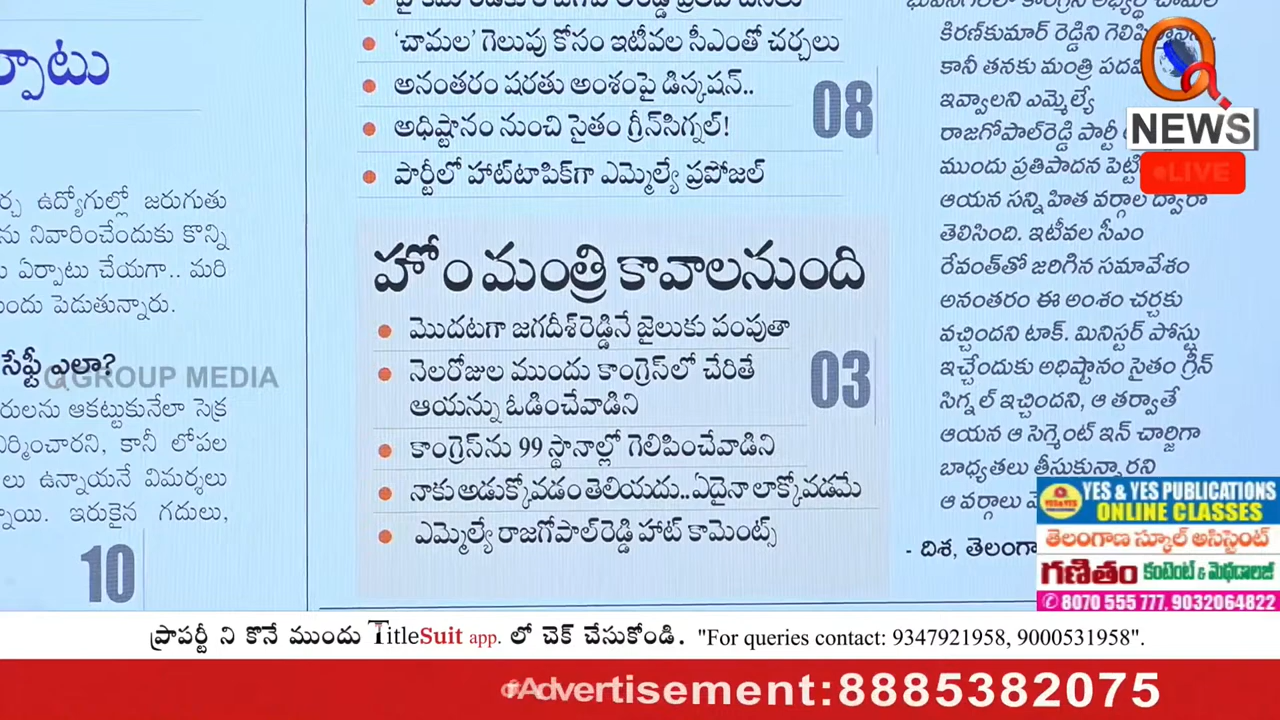 ర్పాటు
ర్చ ఉద్యోగుల్లో జరుగుతు
ను నివారించేందుకు కొన్ని
ు ఏర్పాటు చేయగా.. మరి
ందు పెడుతున్నారు.
సేఫ్టీ ఎలా?
రులను ఆకట్టుకునేలా సెక్ర
ఎర్మించారని, కానీ లోపల
లు ఉన్నాయనే విమర్శలు
న్నాయి. ఇరుకైన గదులు,
10
‘చామల’ గెలుపు కోసం ఇటీవల సీఎంతో చర్చలు
అనంతరం షరతు అంశంపై డిస్కషన్..
అధిష్టానం నుంచి సైతం గ్రీన్‌సిగ్నల్!
పార్టీలో హాట్‌టాపిక్‌గా ఎమ్మెల్యే ప్రపోజల్
08
హోం మంత్రి కావాలనుంది
మొదటగా జగదీశ్‌రెడ్డినే జైలుకు పంపుతా
నెలరోజుల ముందు కాంగ్రెస్‌లో చేరితే
ఆయన్ను ఓడించేవాడిని
కాంగ్రెస్‌ను 99 స్థానాల్లో గెలిపించేవాడిని
నాకు అడుక్కోవడం తెలియదు..ఏదైనా లాక్కోవడమే
ఎమ్మెల్యే రాజగోపాల్‌రెడ్డి హాట్ కామెంట్స్
03
కిరణ్‌కుమార్ రెడ్డిని
కానీ తనకు మంత్రి
ఇవ్వాలని ఎమ్మెల్యే
రాజగోపాల్‌రెడ్డి పార్టీ
ముందు ప్రతిపాదన
ఆయన సన్నిహిత వర్గాల ద్వారా
తెలిసింది. ఇటీవల సీఎం
రేవంత్‌తో జరిగిన సమావేశం
అనంతరం ఈ అంశం చర్చకు
వచ్చిందని టాక్. మినిస్టర్ పోస్టు
ఇచ్చేందుకు అధిష్టానం సైతం గ్రీన్
సిగ్నల్ ఇచ్చిందని, ఆ తర్వాతే
ఆయన ఆ సెగ్మెంట్ ఇన్ చార్జిగా
బాధ్యతలు తీసుకున్నారని
ఆ వర్గాలు
- దిశ, తెలంగా
Q NEWS
LIVE
Q GROUP MEDIA
YES & YES PUBLICATIONS
ONLINE CLASSES
తెలంగాణ స్కూల్ అసిస్టెంట్
గణితం కంటెంట్ & మెథడాలజీ
8070 555 777, 9032064822
ప్రాపర్టీ ని కొనే ముందు TitleSuit app. లో చెక్ చేసుకోండి. "For queries contact: 9347921958, 9000531958".
Advertisement:8885382075